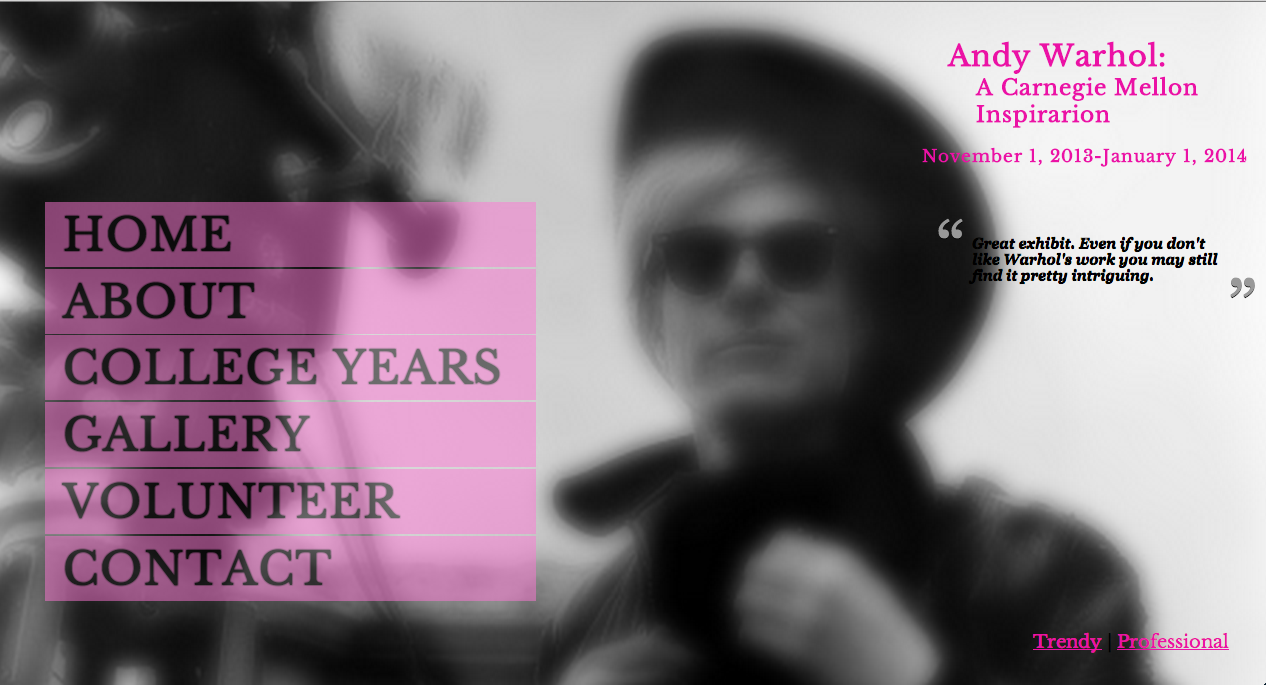 Andy Warhol:
A Carnegie Mellon
Inspirarion
November 1, 2013-January 1, 2014
HOME
ABOUT
COLLEGE YEARS
GALLERY
VOLUNTEER
CONTACT
“ Great exhibit. Even if you don't
like Warhol's work you may still
find it pretty intriguing. ”
Trendy | Professional